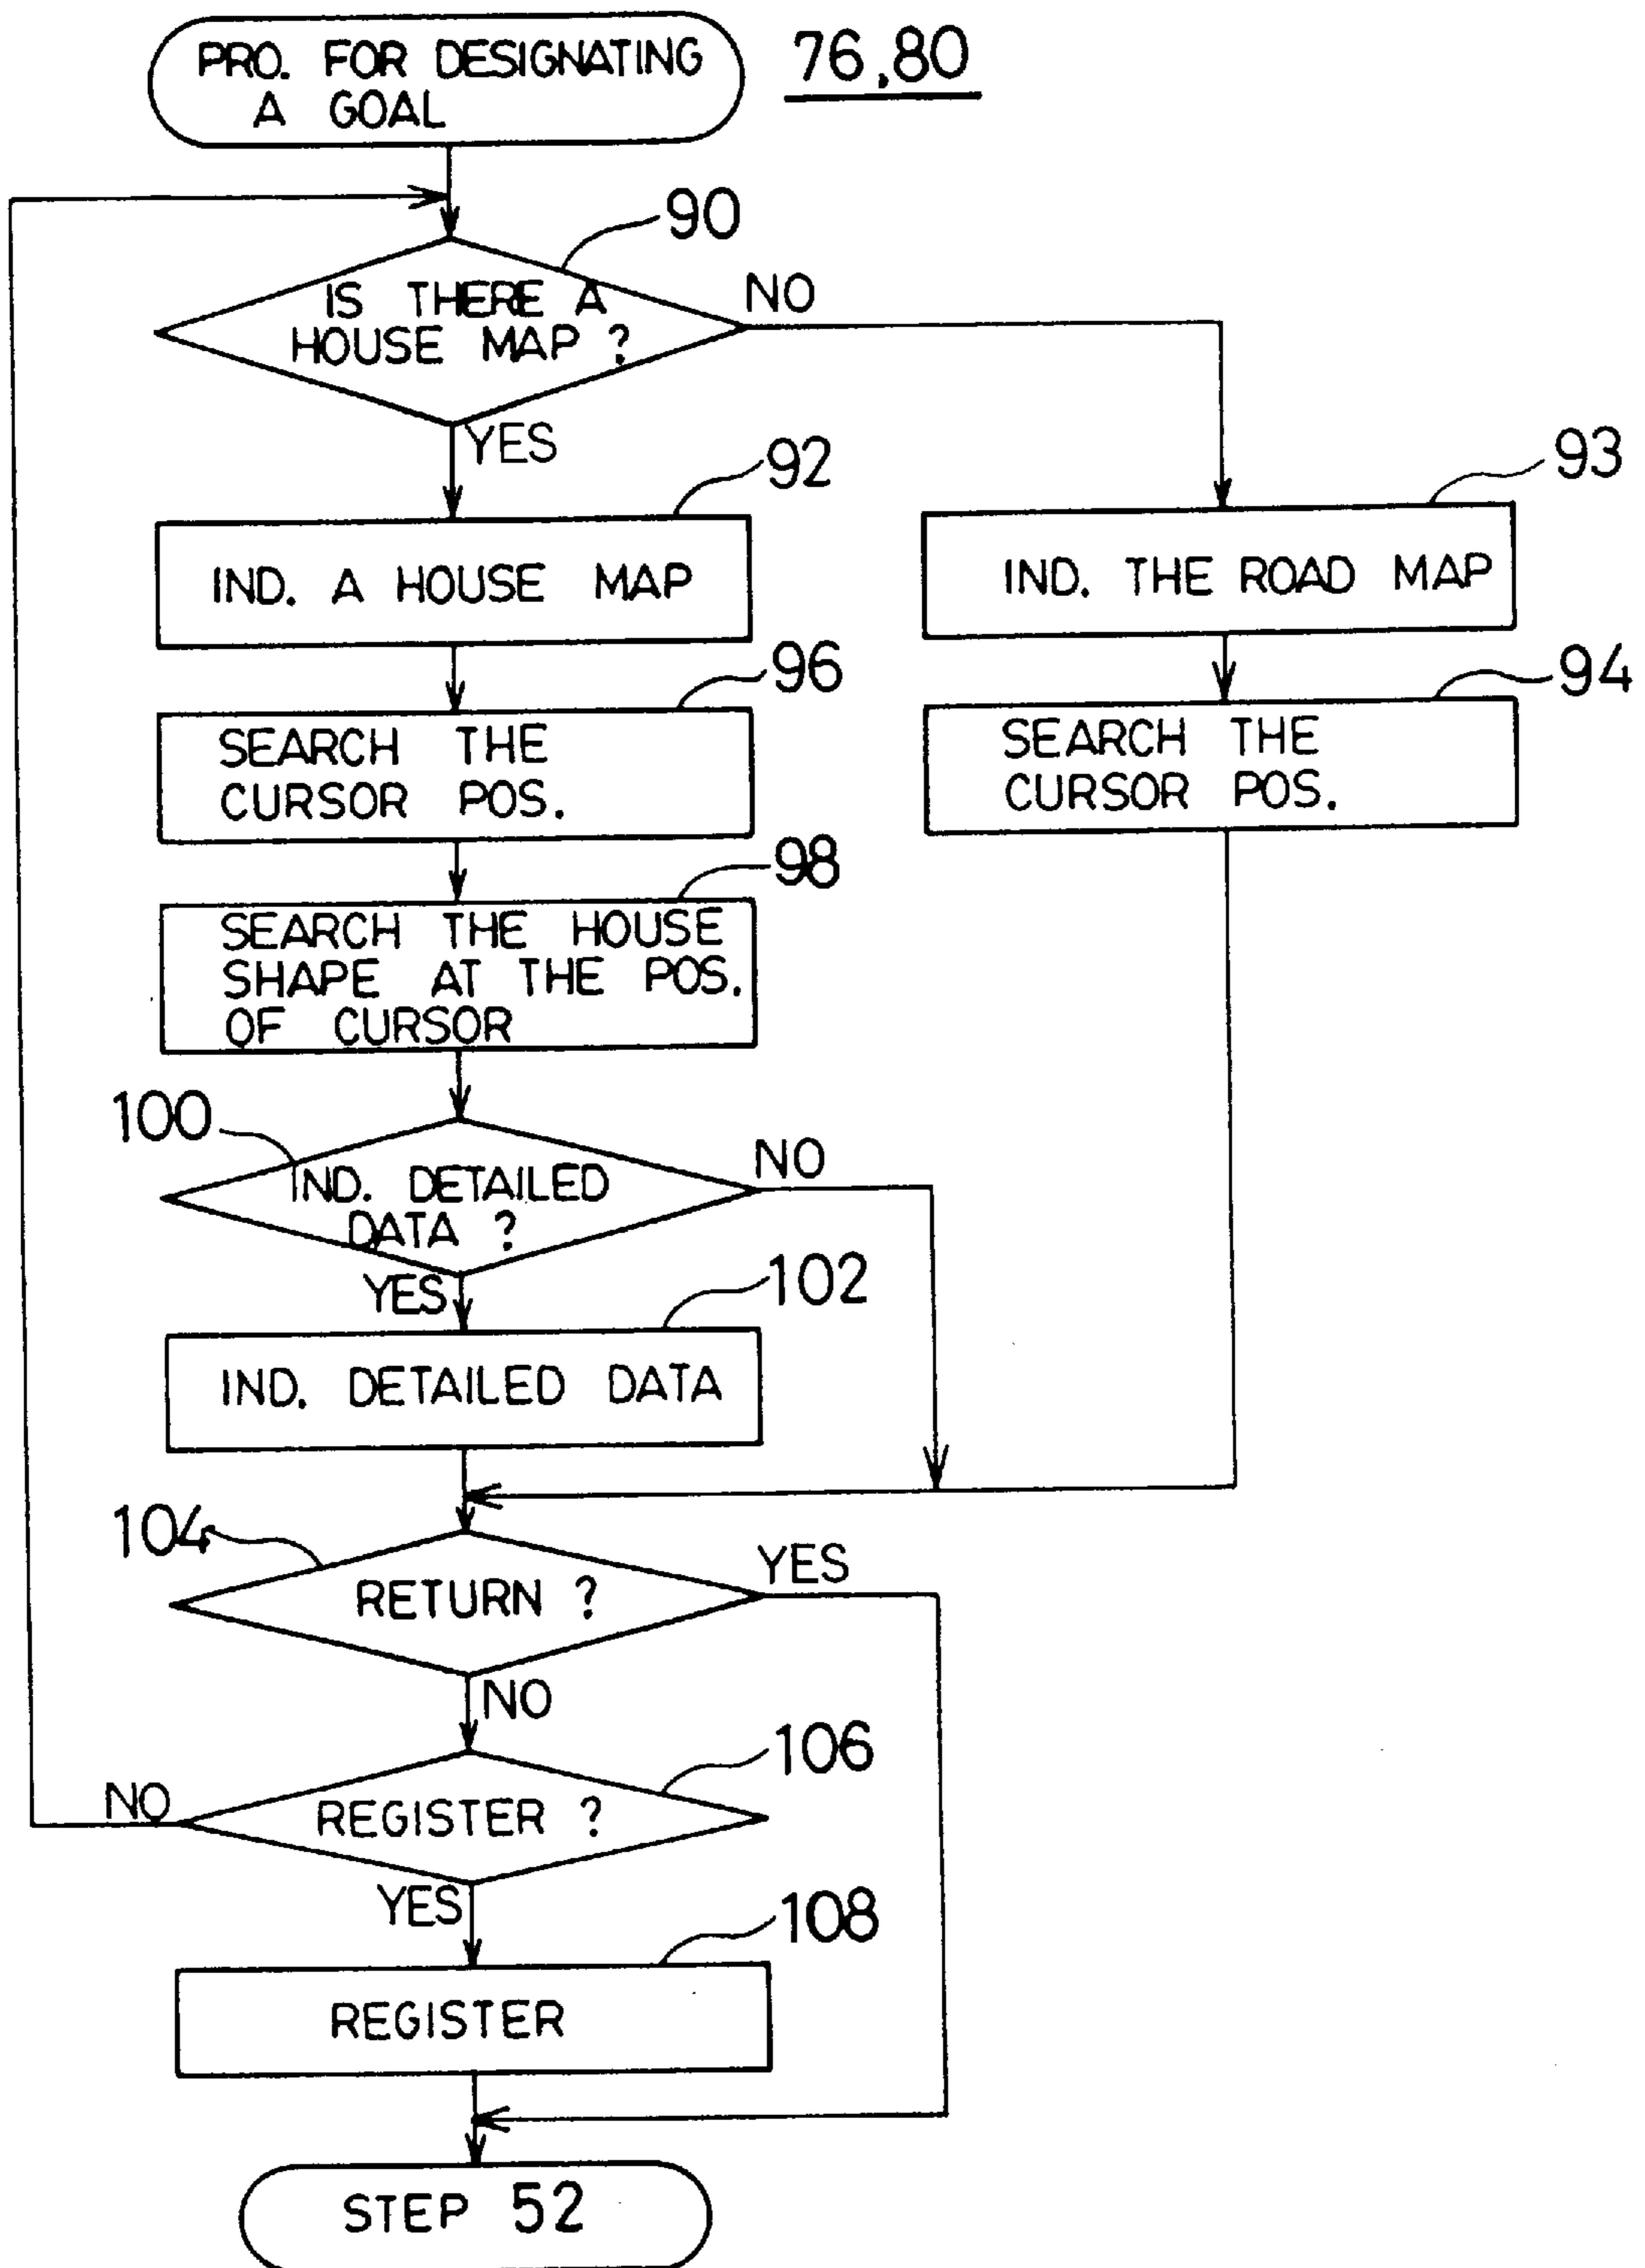 PRO. FOR DESIGNATING
A GOAL
76,80
90
IS THERE A
HOUSE MAP ?
NO
YES
92
IND. A HOUSE MAP
93
IND. THE ROAD MAP
96
SEARCH THE
CURSOR POS.
94
SEARCH THE
CURSOR POS.
98
SEARCH THE HOUSE
SHAPE AT THE POS.
OF CURSOR
100
IND. DETAILED
DATA ?
NO
YES
102
IND. DETAILED DATA
104
RETURN ?
YES
NO
106
REGISTER ?
NO
YES
108
REGISTER
STEP 52